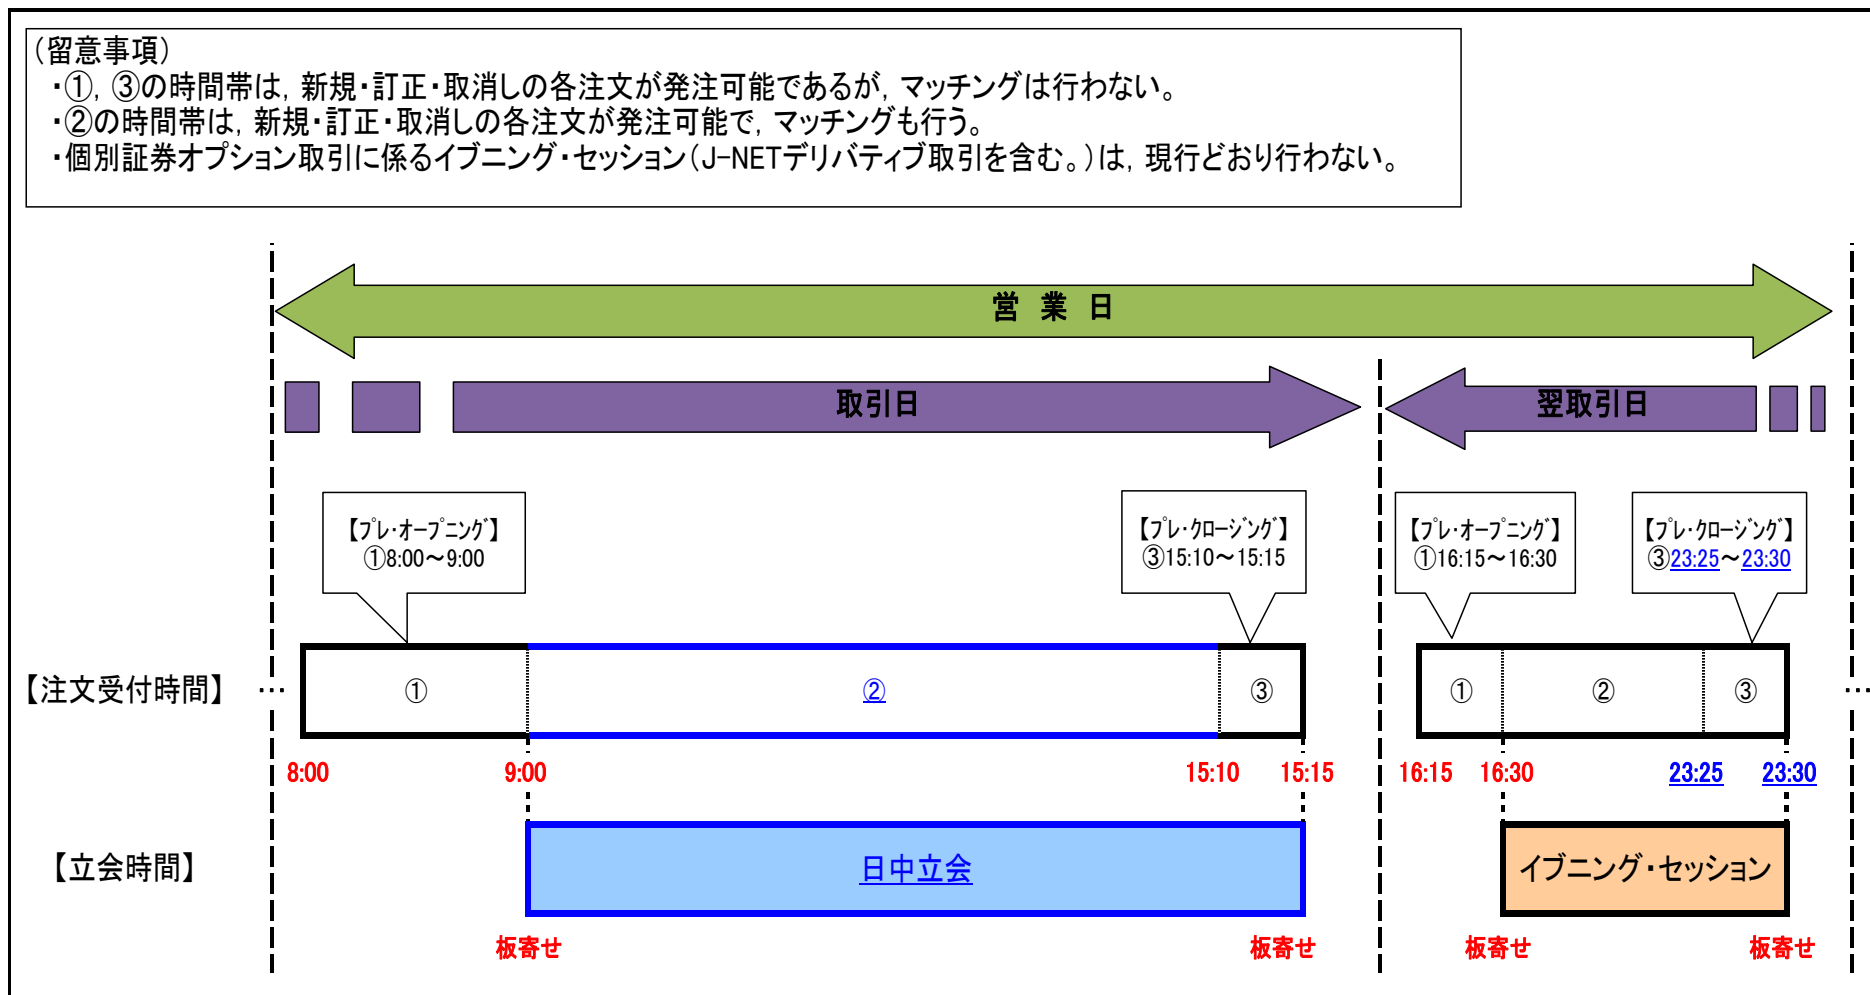 （留意事項）
・①，③の時間帯は，新規・訂正・取消しの各注文が発注可能であるが，マッチングは行わない。
・②の時間帯は，新規・訂正・取消しの各注文が発注可能で，マッチングも行う。
・個別証券オプション取引に係るイブニング・セッション（J-NETデリバティブ取引を含む。）は，現行どおり行わない。
営 業 日
取引日
翌取引日
【ﾌﾟﾚ・ｵｰﾌﾟﾆﾝｸﾞ】
①8:00～9:00
【ﾌﾟﾚ・ｸﾛｰｼﾞﾝｸﾞ】
③15:10～15:15
【ﾌﾟﾚ・ｵｰﾌﾟﾆﾝｸﾞ】
①16:15～16:30
【ﾌﾟﾚ・ｸﾛｰｼﾞﾝｸﾞ】
③23:25～23:30
【注文受付時間】 … ① ② ③ ① ② ③ …
8:00 9:00 15:10 15:15 16:15 16:30 23:25 23:30
【立会時間】 日中立会 イブニング・セッション
板寄せ 板寄せ 板寄せ 板寄せ